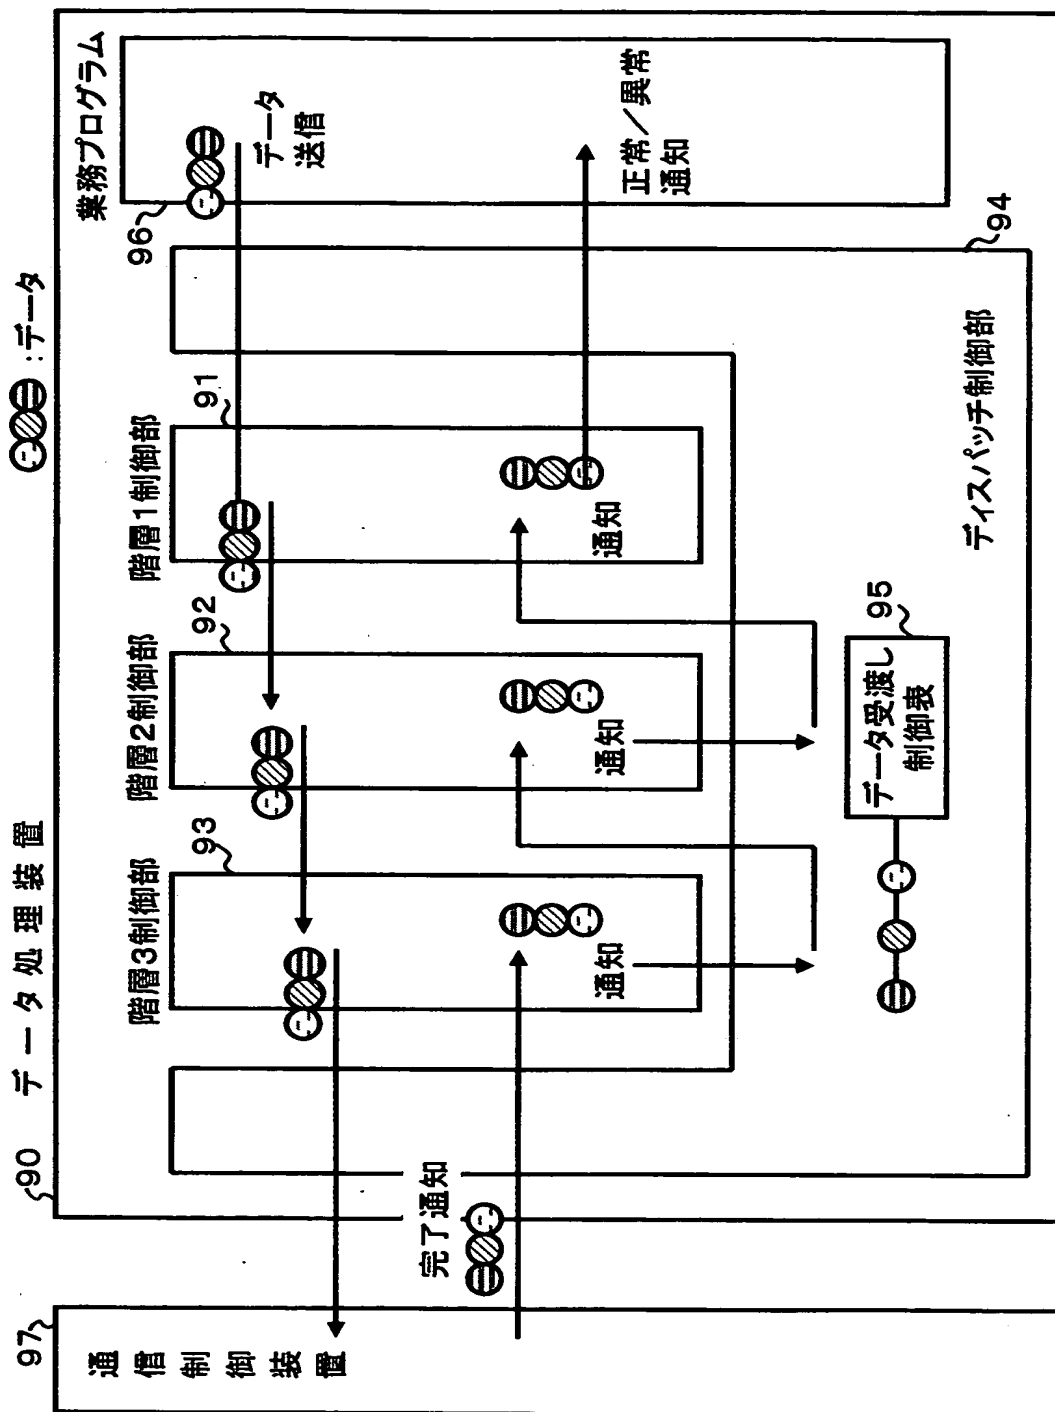 90 データ処理装置
:データ
97
通信制御装置
完了通知
階層3制御部
93
通知
階層2制御部
92
通知
階層1制御部
91
通知
業務プログラム
96
データ
送信
正常/異常
通知
データ受渡し
制御表
95
ディスパッチ制御部
94